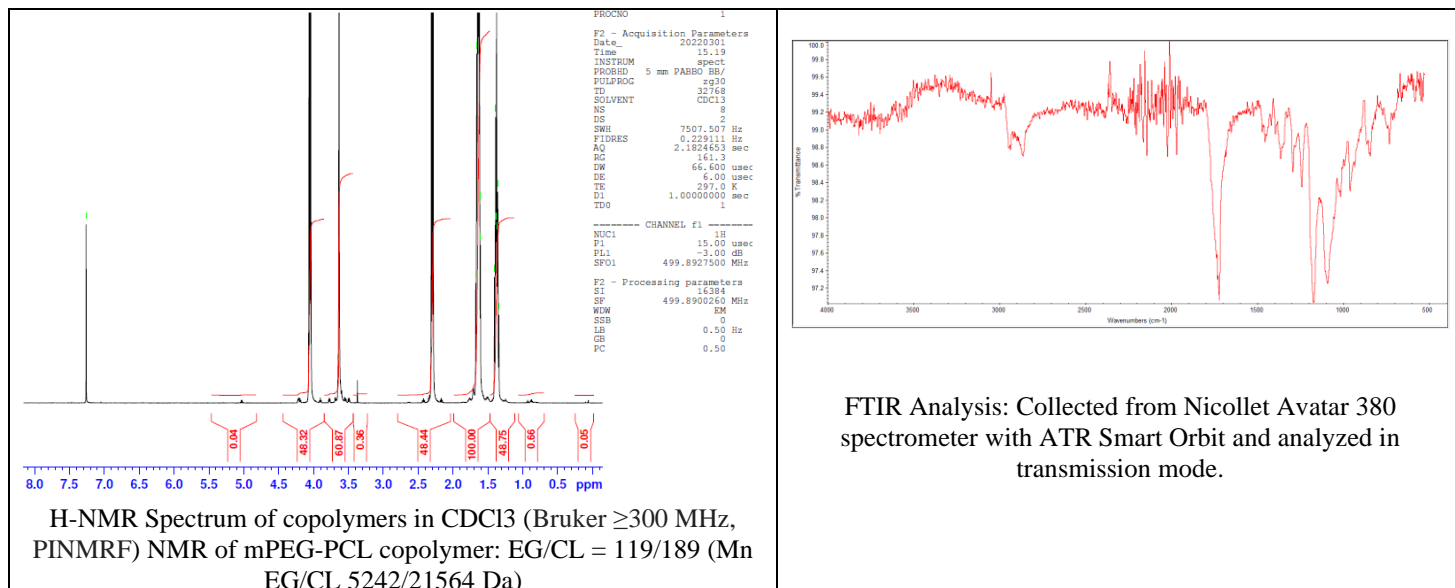 PROCNO 1
F2 - Acquisition Parameters
Date_ 20220301
Time 15.19
INSTRUM spect
PROBHD 5 mm PABBO BB/
PULPROG zg30
TD 32768
SOLVENT CDCl3
NS 8
DS 2
SWH 7507.507 Hz
FIDRES 0.229111 Hz
AQ 2.1824653 sec
RG 161.3
DW 66.600 usec
DE 6.00 usec
TE 297.0 K
D1 1.00000000 sec
TD0 1
======== CHANNEL f1 ========
NUC1 1H
P1 15.00 usec
PL1 -3.00 dB
SFO1 499.8927500 MHz
F2 - Processing parameters
SI 16384
SF 499.8900260 MHz
WDW EM
SSB 0
LB 0.50 Hz
GB 0
PC 0.50
0.04 48.32 60.87 0.36 48.44 100.00 48.75 0.66 0.05
8.0 7.5 7.0 6.5 6.0 5.5 5.0 4.5 4.0 3.5 3.0 2.5 2.0 1.5 1.0 0.5 ppm
H-NMR Spectrum of copolymers in CDCl3 (Bruker ≥300 MHz,
PINMRF) NMR of mPEG-PCL copolymer: EG/CL = 119/189 (Mn
EG/CL 5242/21564 Da)
100.0
99.8
99.6
99.4
99.2
99.0
98.8
98.6
98.4
98.2
98.0
97.8
97.6
97.4
97.2
% Transmittance
4000 3500 3000 2500 2000 1500 1000 500
Wavenumbers (cm-1)
FTIR Analysis: Collected from Nicollet Avatar 380
spectrometer with ATR Smart Orbit and analyzed in
transmission mode.